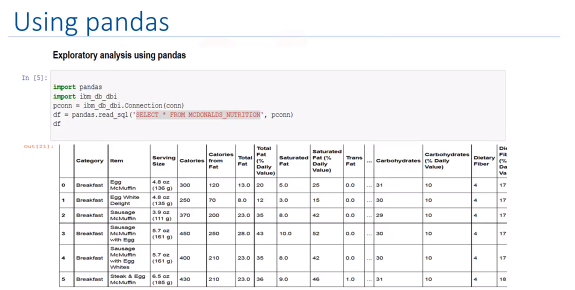 Using pandas
Exploratory analysis using pandas
In [5]:
import pandas
import ibm_db_dbi
pconn = ibm_db_dbi.Connection(conn)
df = pandas.read_sql('SELECT * FROM MCDONALDS_NUTRITION', pconn)
df
Category Item Serving Size Calories Calories from Fat Total Fat Total Fat (% Daily Value) Saturated Fat Saturated Fat (% Daily Value) Trans Fat ... Carbohydrates Carbohydrates (% Daily Value) Dietary Fiber
0 Breakfast Egg McMuffin 4.8 oz (136 g) 300 120 13.0 20 5.0 25 0.0 ... 31 10 4 17
1 Breakfast Egg White Delight 4.8 oz (135 g) 250 70 8.0 12 3.0 15 0.0 ... 30 10 4 17
2 Breakfast Sausage McMuffin 3.9 oz (111 g) 370 200 23.0 35 8.0 42 0.0 ... 29 10 4 17
3 Breakfast Sausage McMuffin with Egg 5.7 oz (161 g) 450 250 28.0 43 10.0 52 0.0 ... 30 10 4 17
4 Breakfast Sausage McMuffin with Egg Whites 5.7 oz (161 g) 400 210 23.0 35 8.0 42 0.0 ... 30 10 4 17
5 Breakfast Steak & Egg McMuffin 6.5 oz (185 g) 430 210 23.0 36 9.0 46 1.0 ... 31 10 4 18